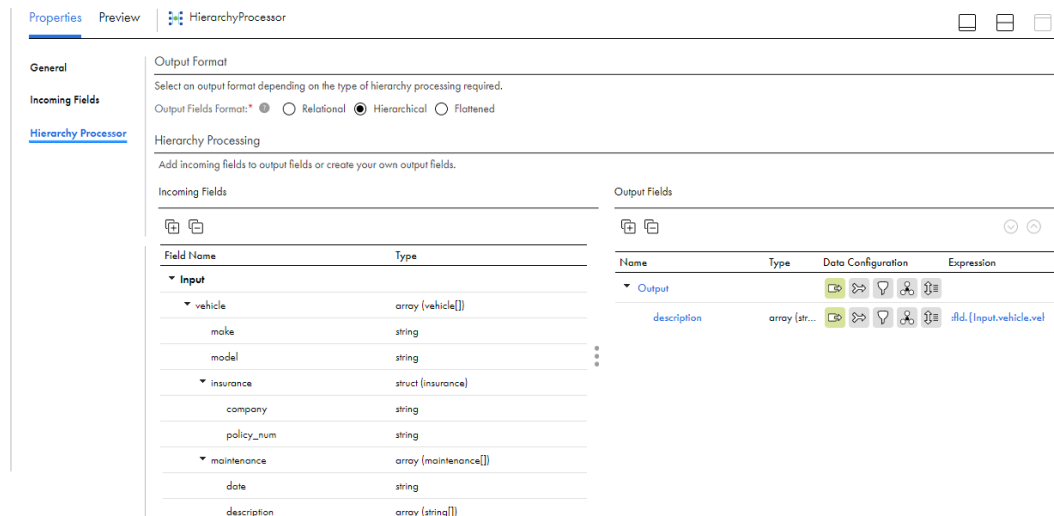 Properties Preview HierarchyProcessor
General
Incoming Fields
Hierarchy Processor
Output Format
Select an output format depending on the type of hierarchy processing required.
Output Fields Format:* Relational Hierarchical Flattened
Hierarchy Processing
Add incoming fields to output fields or create your own output fields.
Incoming Fields
Field Name Type
Input
vehicle array (vehicle[])
make string
model string
insurance struct (insurance)
company string
policy_num string
maintenance array (maintenance[])
date string
description array (string[])
Output Fields
Name Type Data Configuration Expression
Output
description array (str... :fld.{Input.vehicle.vel